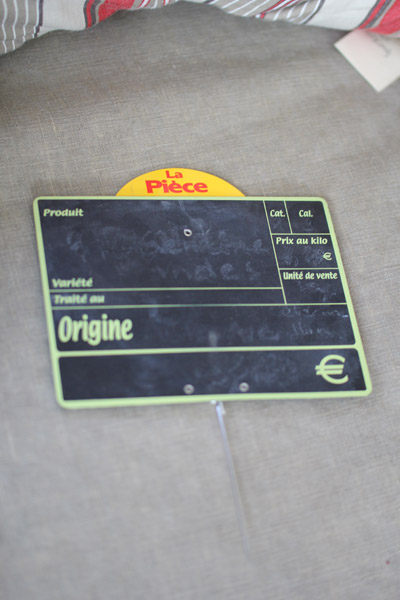 La
Pièce
Produit
Cat.
Cal.
Prix au kilo
€
Unité de vente
Variété
Traité au
Origine
€